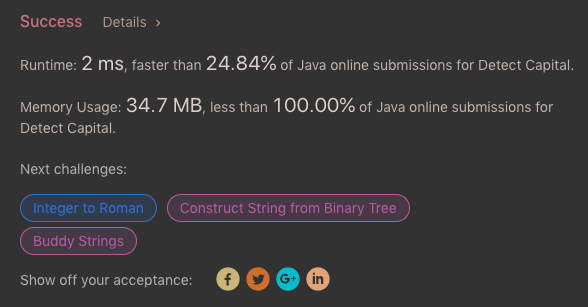 Success Details >
Runtime: 2 ms, faster than 24.84% of Java online submissions for Detect Capital.
Memory Usage: 34.7 MB, less than 100.00% of Java online submissions for
Detect Capital.
Next challenges:
Integer to Roman Construct String from Binary Tree
Buddy Strings
Show off your acceptance: f G+ in